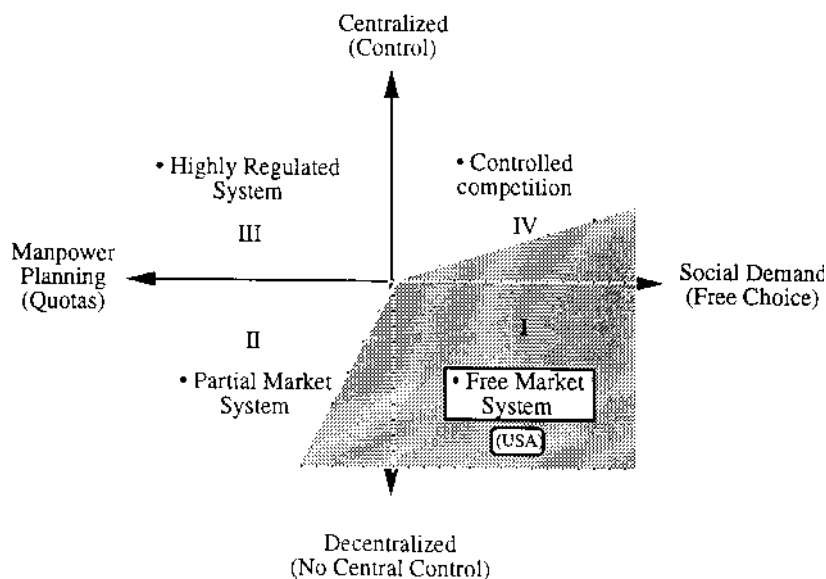 Centralized
(Control)
• Highly Regulated
System
III
• Controlled
competition
IV
Manpower
Planning
(Quotas)
Social Demand
(Free Choice)
II
• Partial Market
System
I
• Free Market
System
(USA)
Decentralized
(No Central Control)